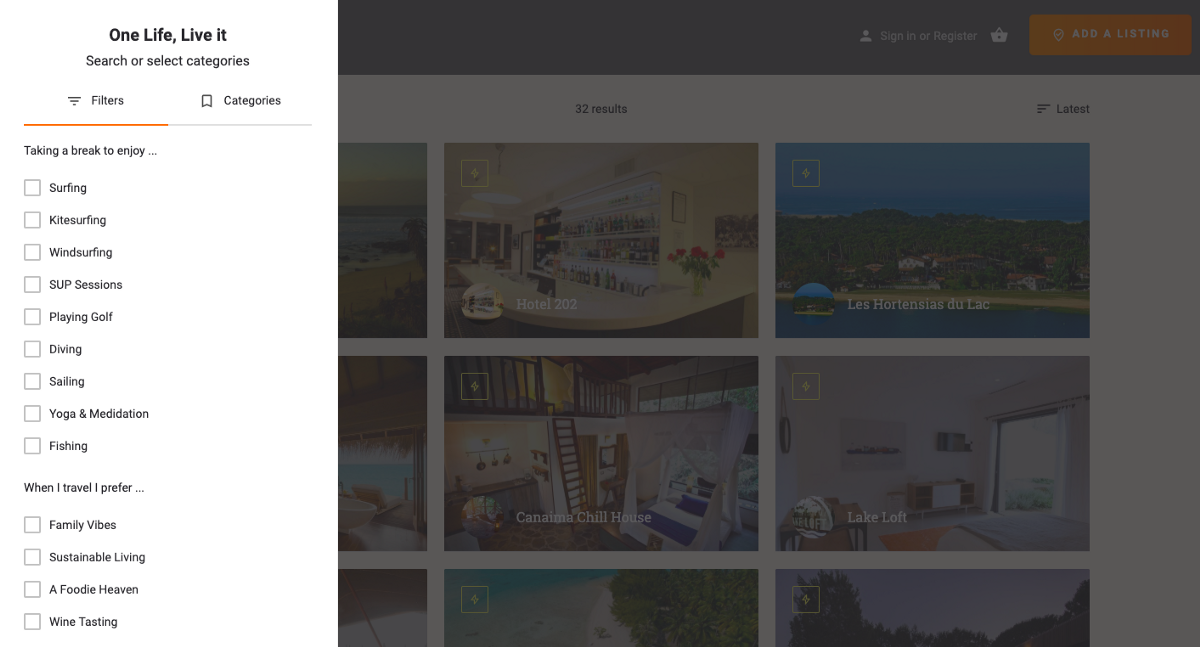 One Life, Live it
Search or select categories
Filters
Categories
Taking a break to enjoy ...
Surfing
Kitesurfing
Windsurfing
SUP Sessions
Playing Golf
Diving
Sailing
Yoga & Medidation
Fishing
When I travel I prefer ...
Family Vibes
Sustainable Living
A Foodie Heaven
Wine Tasting
Sign in or Register
ADD A LISTING
32 results
Latest
Hotel 202
Les Hortensias du Lac
Canaima Chill House
Lake Loft